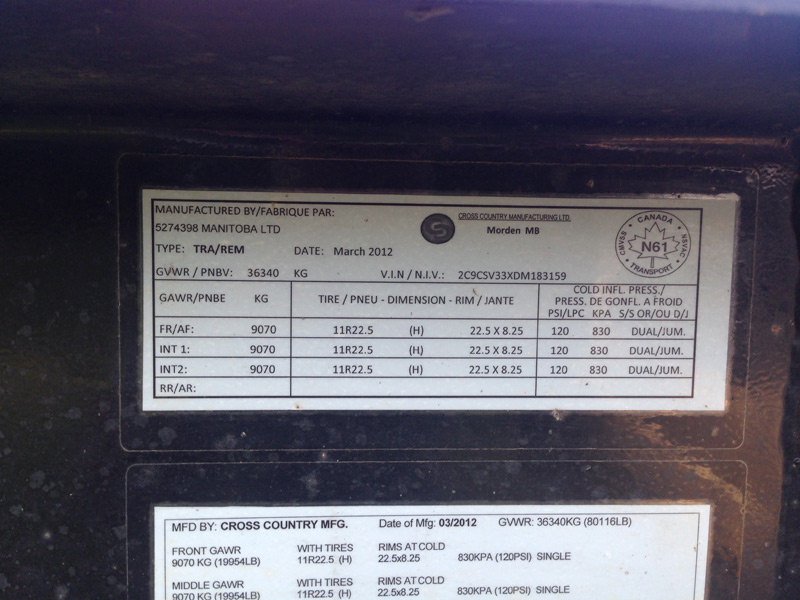 MANUFACTURED BY/FABRIQUE PAR:
5274398 MANITOBA LTD
S
CROSS COUNTRY MANUFACTURING LTD.
Morden MB
CANADA
CMVSS N61 NSVAC
TRANSPORT
TYPE: TRA/REM DATE: March 2012
GVWR / PNBV: 36340 KG V.I.N / N.I.V.: 2C9CSV33XDM183159
GAWR/PNBE KG TIRE / PNEU - DIMENSION - RIM / JANTE
COLD INFL. PRESS./
PRESS. DE GONFL. A FROID
PSI/LPC KPA S/S OR/OU D/J
FR/AF: 9070 11R22.5 (H) 22.5 X 8.25 120 830 DUAL/JUM.
INT 1: 9070 11R22.5 (H) 22.5 X 8.25 120 830 DUAL/JUM.
INT2: 9070 11R22.5 (H) 22.5 X 8.25 120 830 DUAL/JUM.
RR/AR:
MFD BY: CROSS COUNTRY MFG. Date of Mfg: 03/2012 GVWR: 36340KG (80116LB)
FRONT GAWR WITH TIRES RIMS AT COLD
9070 KG (19954LB) 11R22.5 (H) 22.5x8.25 830KPA (120PSI) SINGLE
MIDDLE GAWR WITH TIRES RIMS AT COLD
9070 KG (19954LB) 11R22.5 (H) 22.5x8.25 830KPA (120PSI) SINGLE